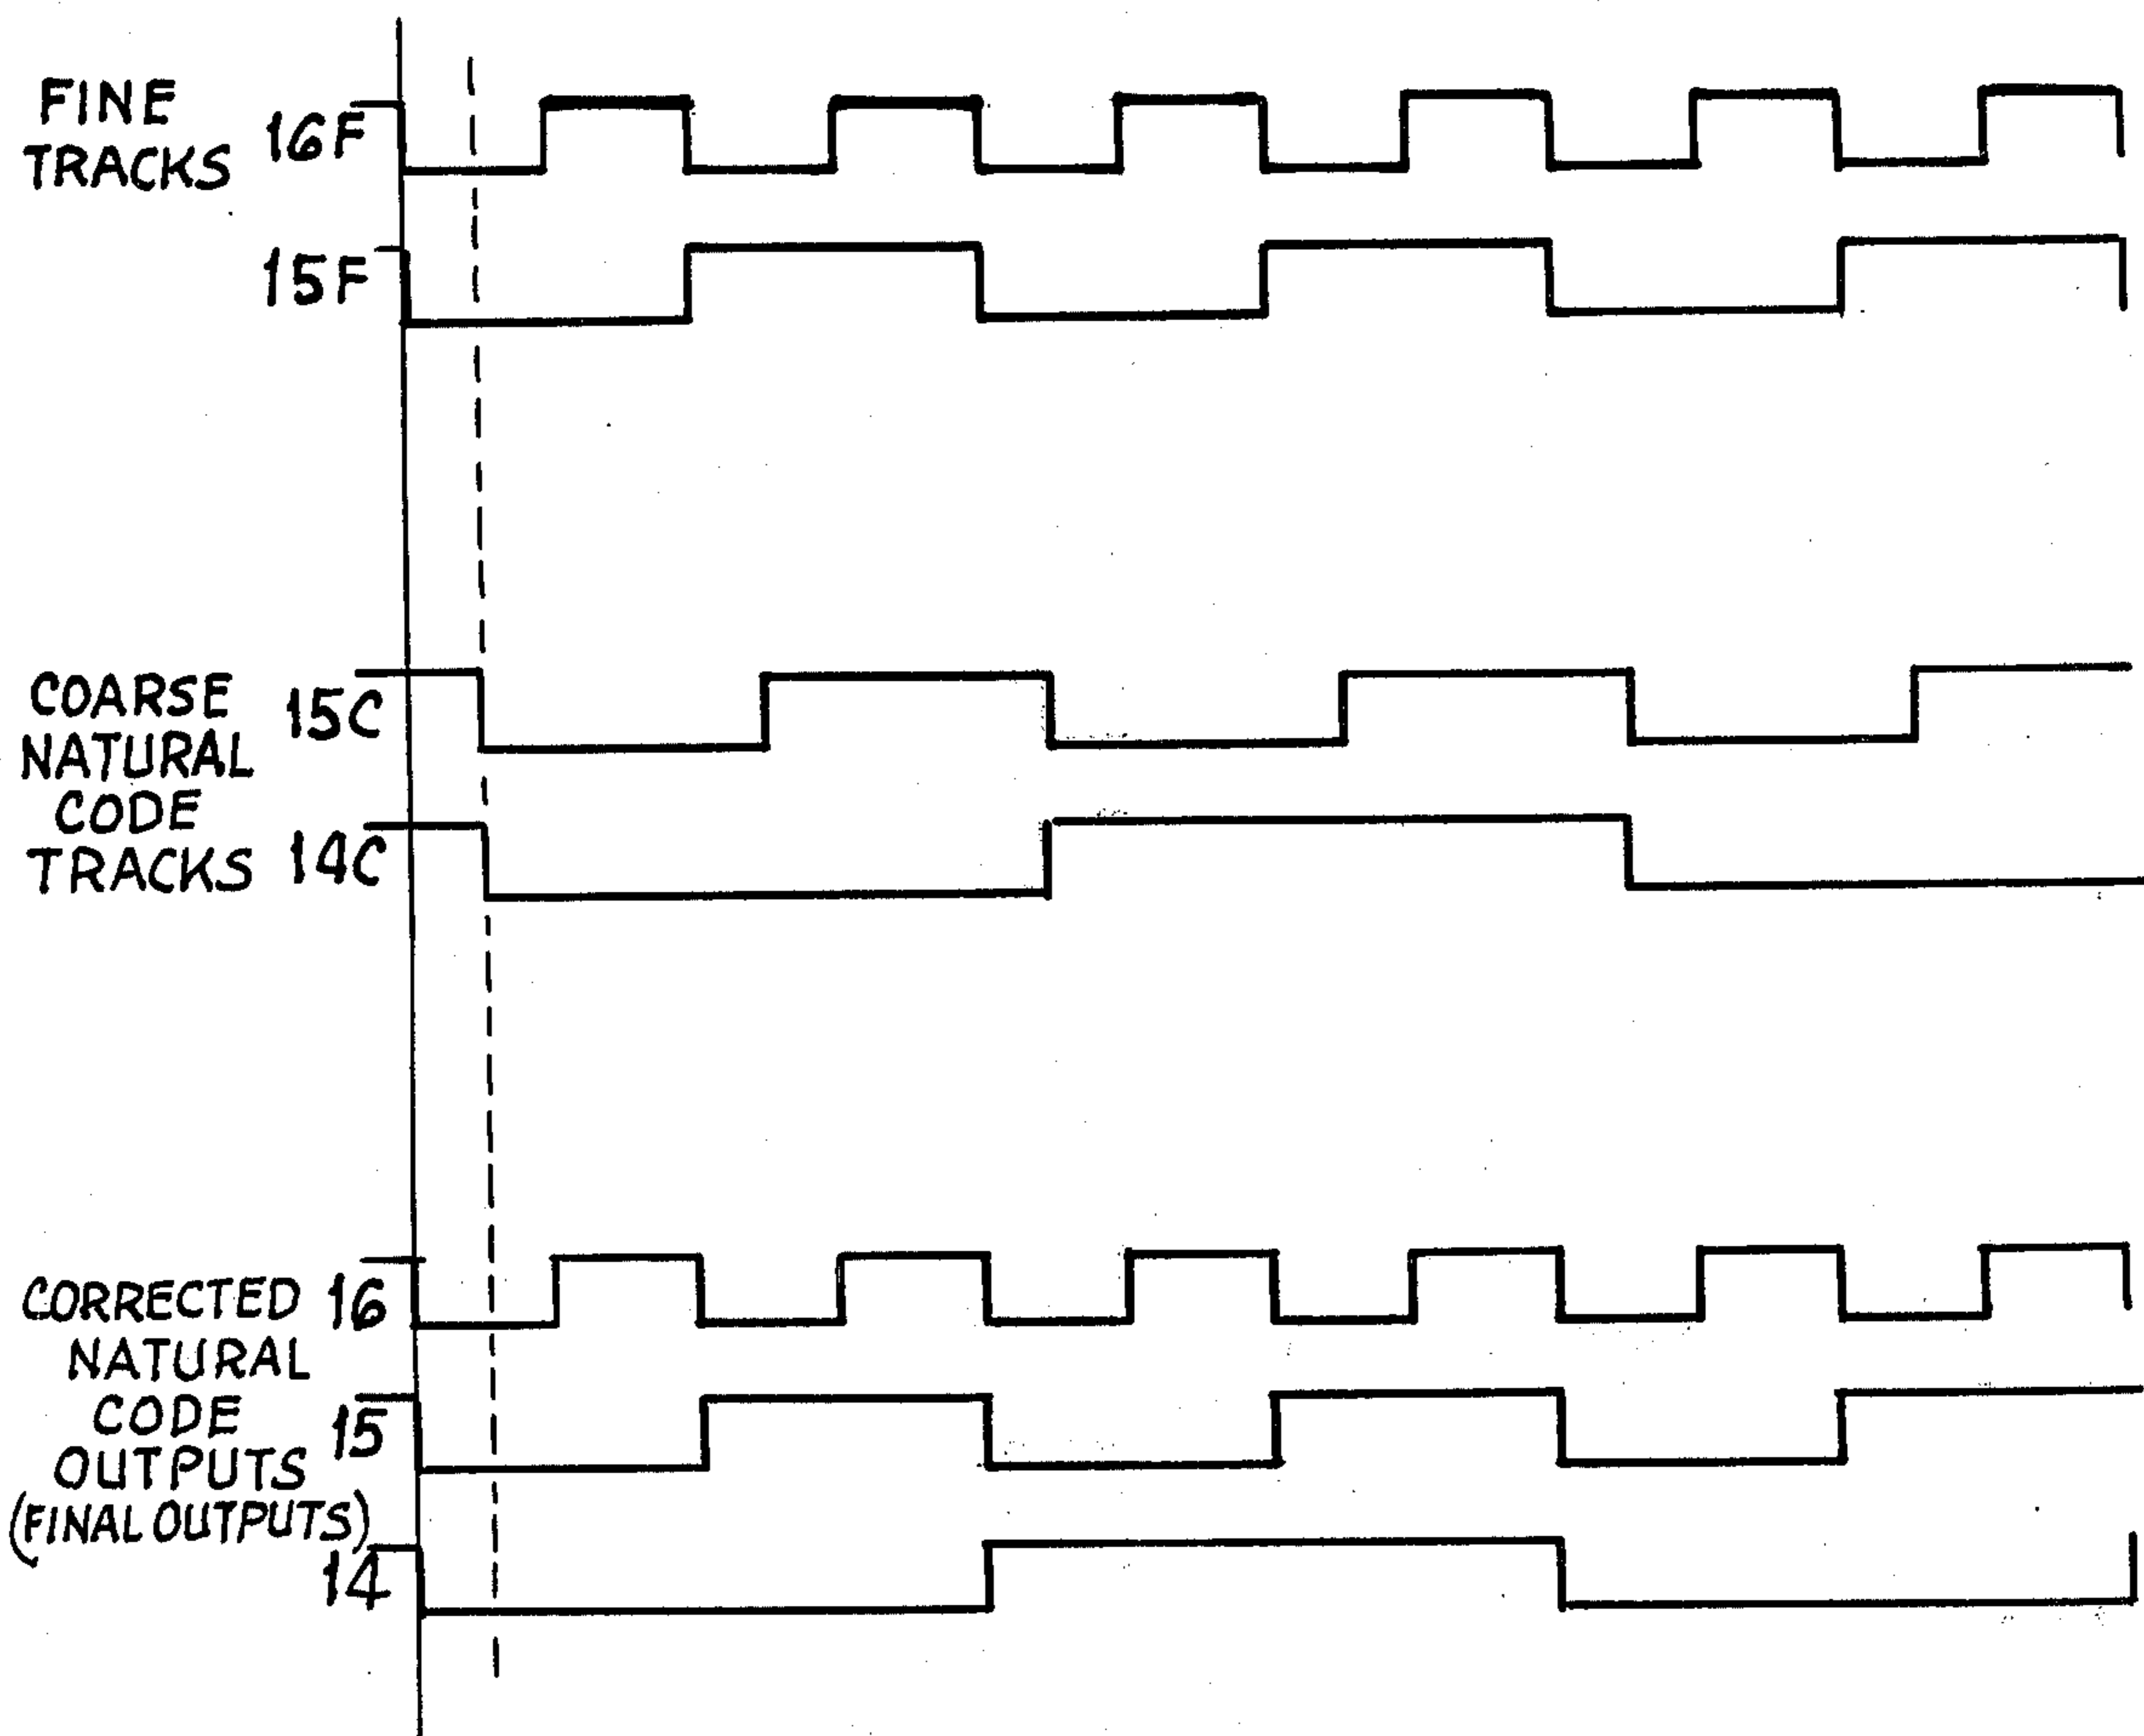 FINE
TRACKS
16F
15F
COARSE
NATURAL
CODE
TRACKS
15C
14C
CORRECTED
NATURAL
CODE
OUTPUTS
(FINAL OUTPUTS)
16
15
14